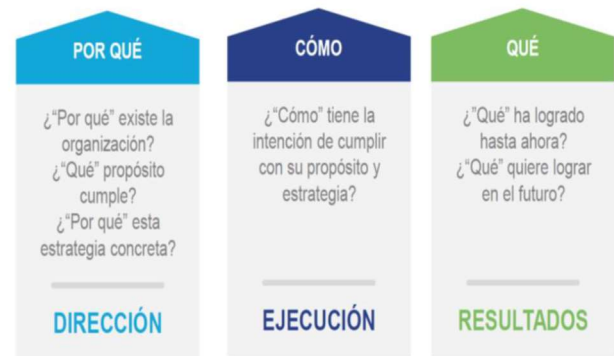 POR QUÉ
¿“Por qué” existe la
organización?
¿“Qué” propósito
cumple?
¿“Por qué” esta
estrategia concreta?
DIRECCIÓN
CÓMO
¿“Cómo” tiene la
intención de cumplir
con su propósito y
estrategia?
EJECUCIÓN
QUÉ
¿”Qué” ha logrado
hasta ahora?
¿“Qué” quiere lograr
en el futuro?
RESULTADOS